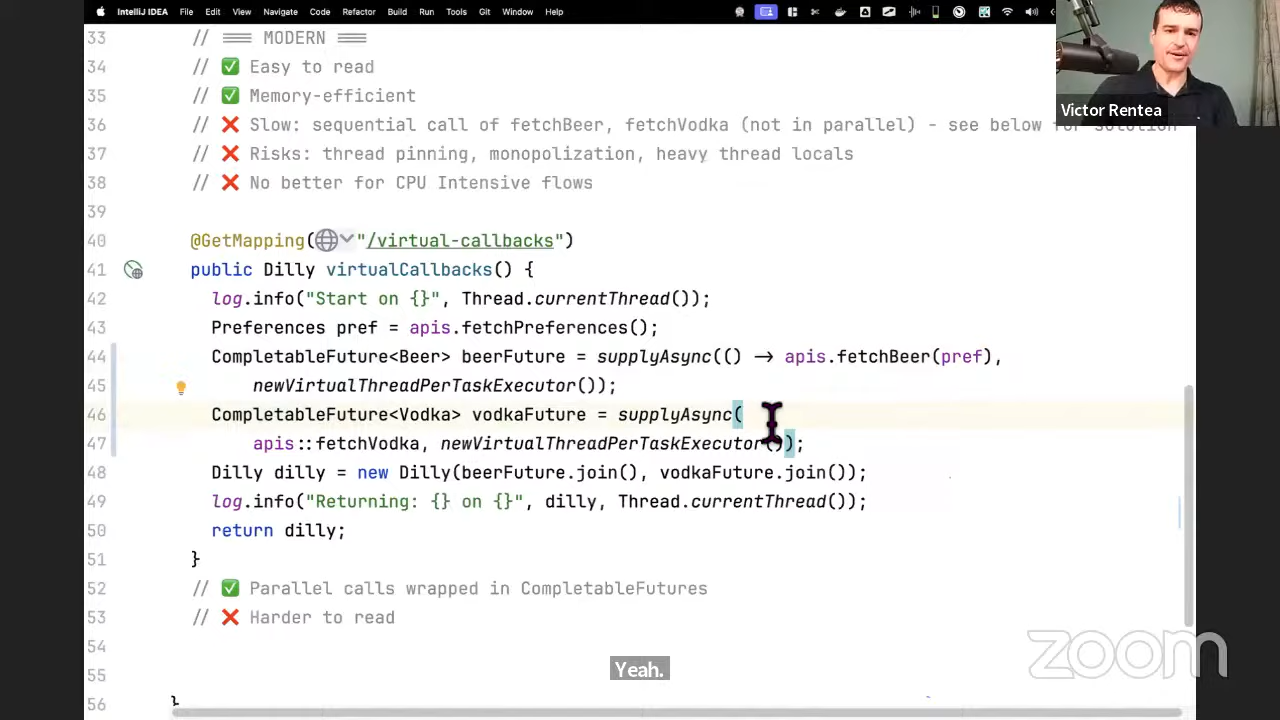 IntelliJ IDEA File Edit View Navigate Code Refactor Build Run Tools Git Window Help
Victor Rentea
33 // === MODERN ===
34 // ✅ Easy to read
35 // ✅ Memory-efficient
36 // ❌ Slow: sequential call of fetchBeer, fetchVodka (not in parallel) - see below for solution
37 // ❌ Risks: thread pinning, monopolization, heavy thread locals
38 // ❌ No better for CPU Intensive flows
39
40 @GetMapping("/virtual-callbacks")
41 public Dilly virtualCallbacks() {
42 log.info("Start on {}", Thread.currentThread());
43 Preferences pref = apis.fetchPreferences();
44 CompletableFuture<Beer> beerFuture = supplyAsync(() -> apis.fetchBeer(pref),
45 newVirtualThreadPerTaskExecutor());
46 CompletableFuture<Vodka> vodkaFuture = supplyAsync(
47 apis::fetchVodka, newVirtualThreadPerTaskExecutor());
48 Dilly dilly = new Dilly(beerFuture.join(), vodkaFuture.join());
49 log.info("Returning: {} on {}", dilly, Thread.currentThread());
50 return dilly;
51 }
52 // ✅ Parallel calls wrapped in CompletableFutures
53 // ❌ Harder to read
54
55
56 }
Yeah.
zoom